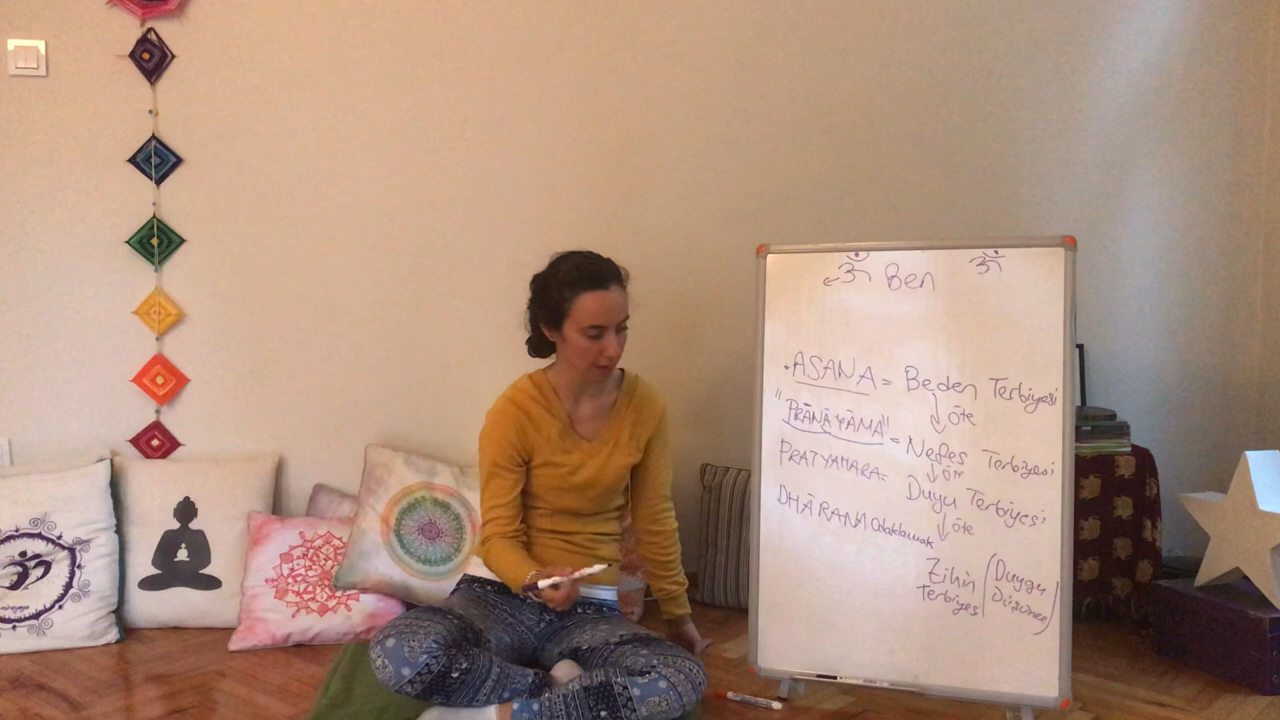 ॐ Ben ॐ
ASANA = Beden Terbiyesi
öte
"PRĀNĀYĀMA" = Nefes Terbiyesi
öte
PRATYAHARA = Duyu Terbiyesi
öte
DHĀRANA Odaklanmak
Zihin Terbiyesi (Duygu Düşünce)